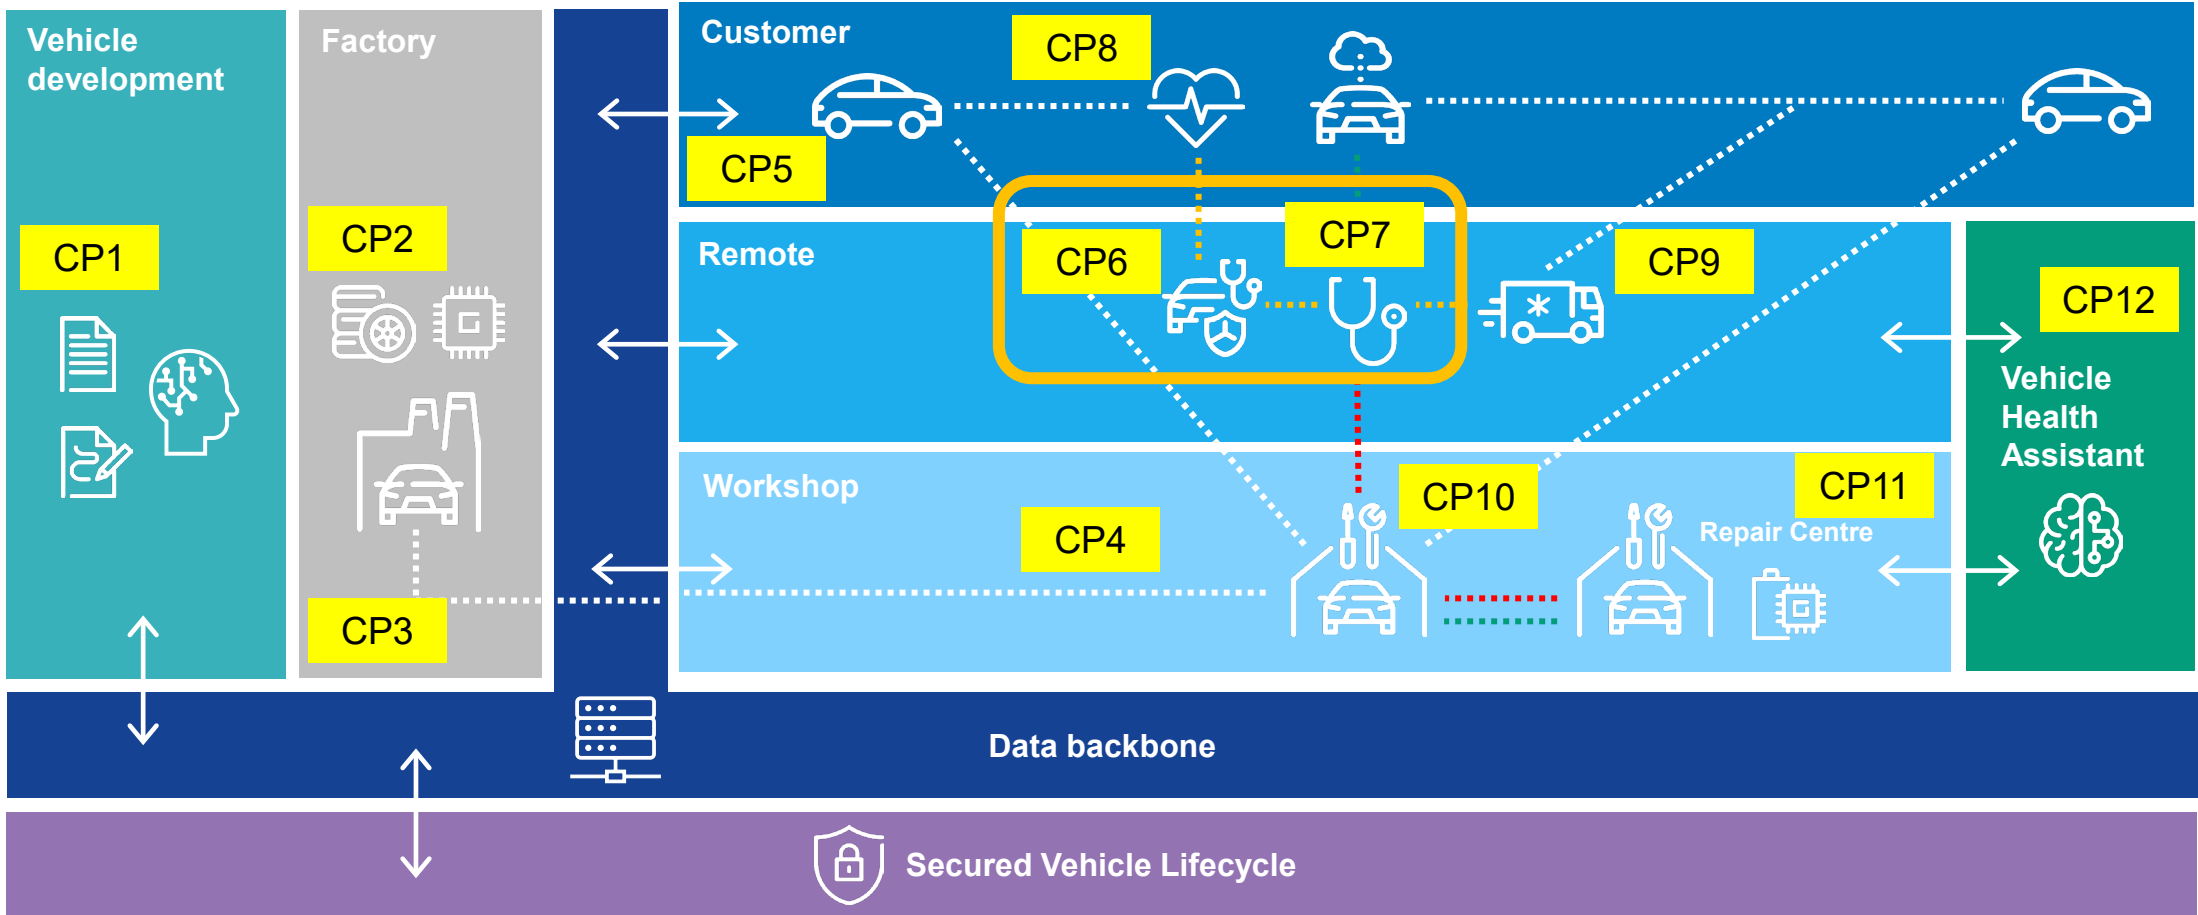 Vehicle
development
CP1
Factory
CP2
CP3
Customer
CP8
CP5
Remote
CP6
CP7
CP9
Workshop
CP4
CP10
CP11
Repair Centre
CP12
Vehicle
Health
Assistant
Data backbone
Secured Vehicle Lifecycle